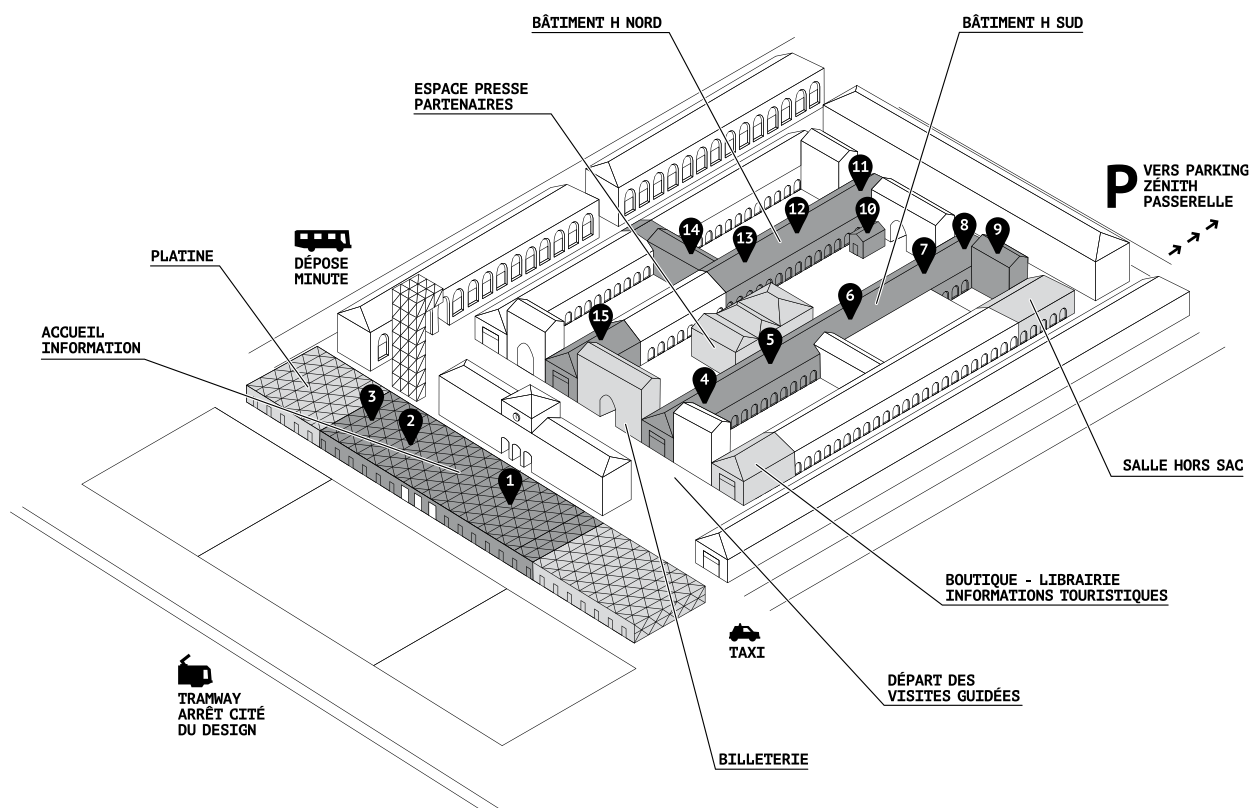 BÂTIMENT H NORD
BÂTIMENT H SUD
ESPACE PRESSE
PARTENAIRES
11
P
VERS PARKING
ZÉNITH
PASSERELLE
10
12
14
13
8
9
7
DÉPOSE
MINUTE
PLATINE
6
15
ACCUEIL
INFORMATION
5
4
3
2
1
SALLE HORS SAC
BOUTIQUE - LIBRAIRIE
INFORMATIONS TOURISTIQUES
TAXI
DÉPART DES
VISITES GUIDÉES
TRAMWAY
ARRÊT CITÉ
DU DESIGN
BILLETERIE